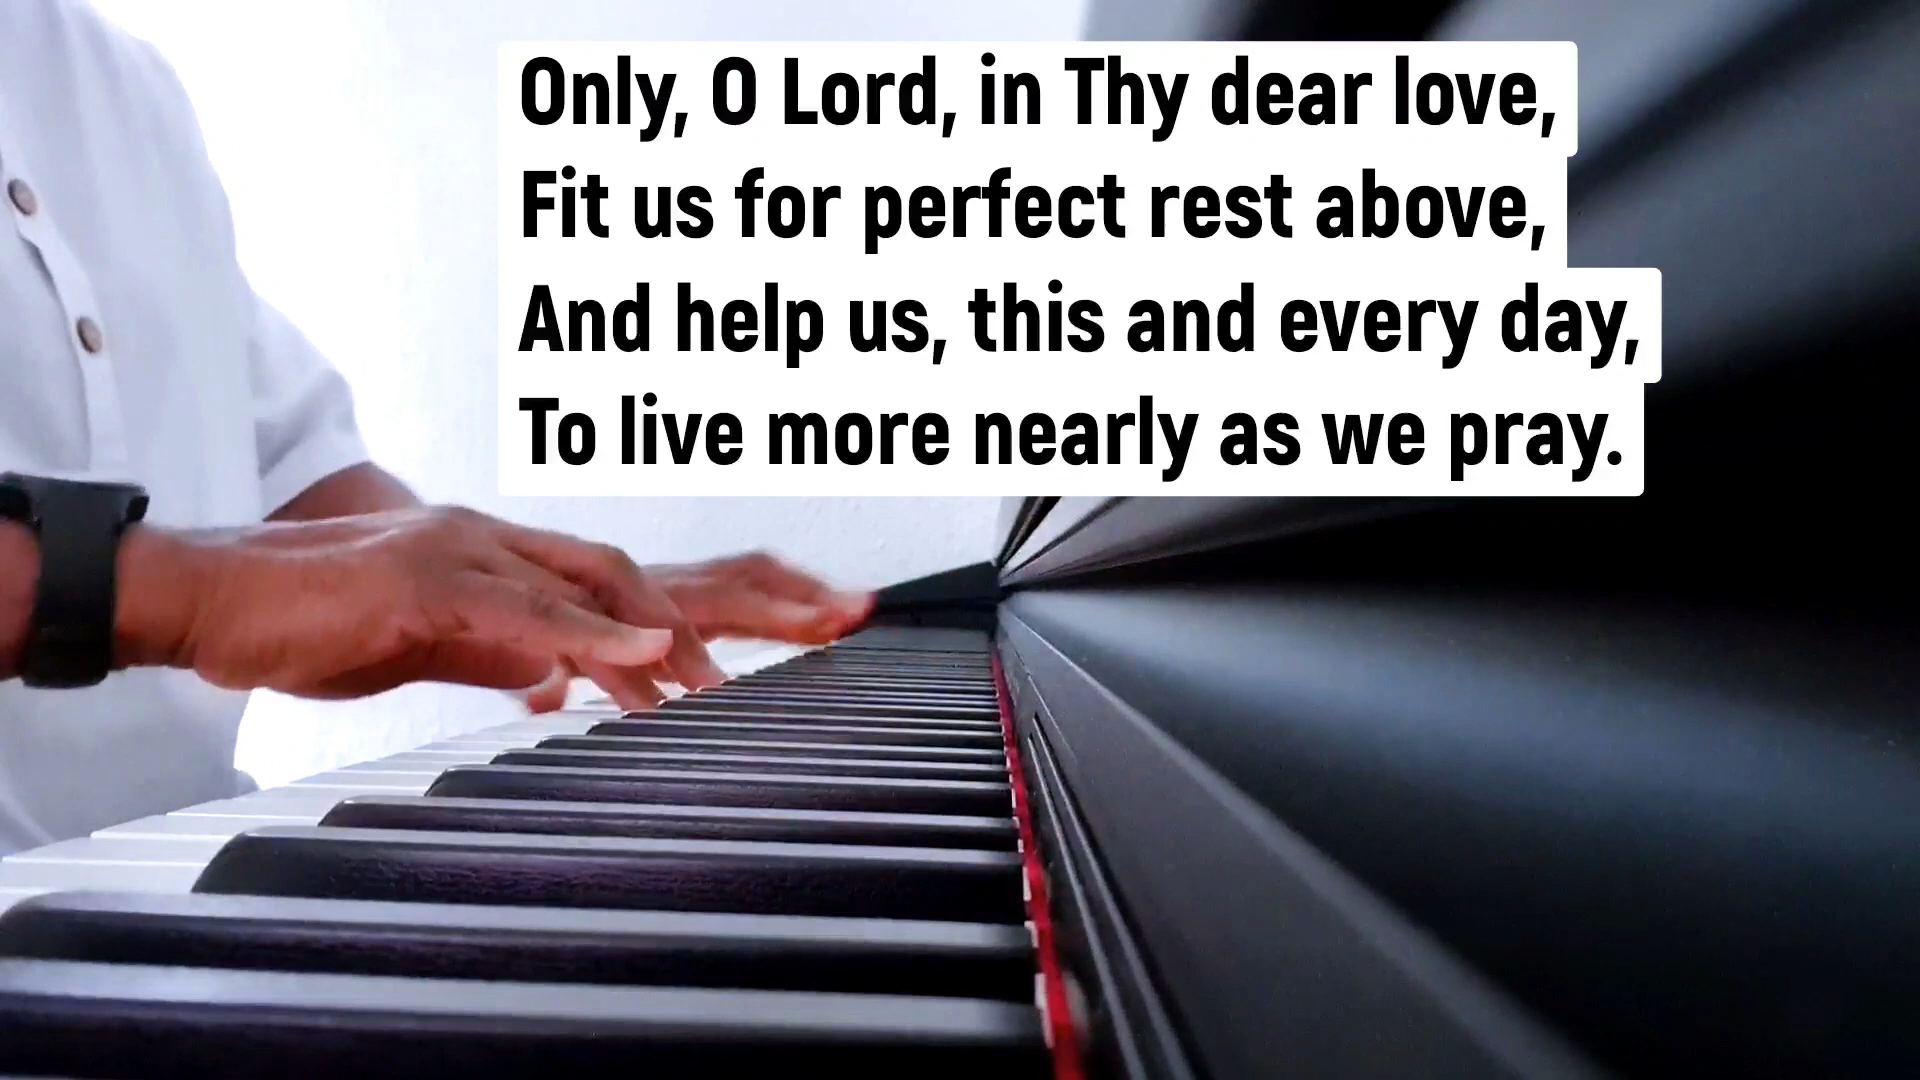 Only, O Lord, in Thy dear love,
Fit us for perfect rest above,
And help us, this and every day,
To live more nearly as we pray.